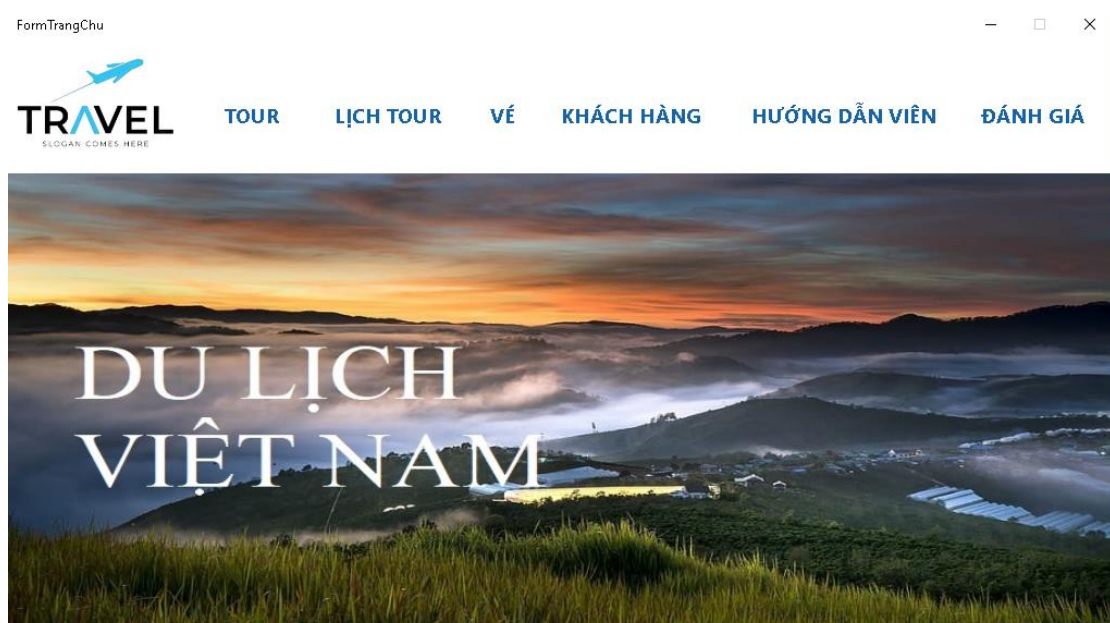 FormTrangChu
TRAVEL
SLOGAN COMES HERE
TOUR LỊCH TOUR VÉ KHÁCH HÀNG HƯỚNG DẪN VIÊN ĐÁNH GIÁ
DU LỊCH
VIỆT NAM